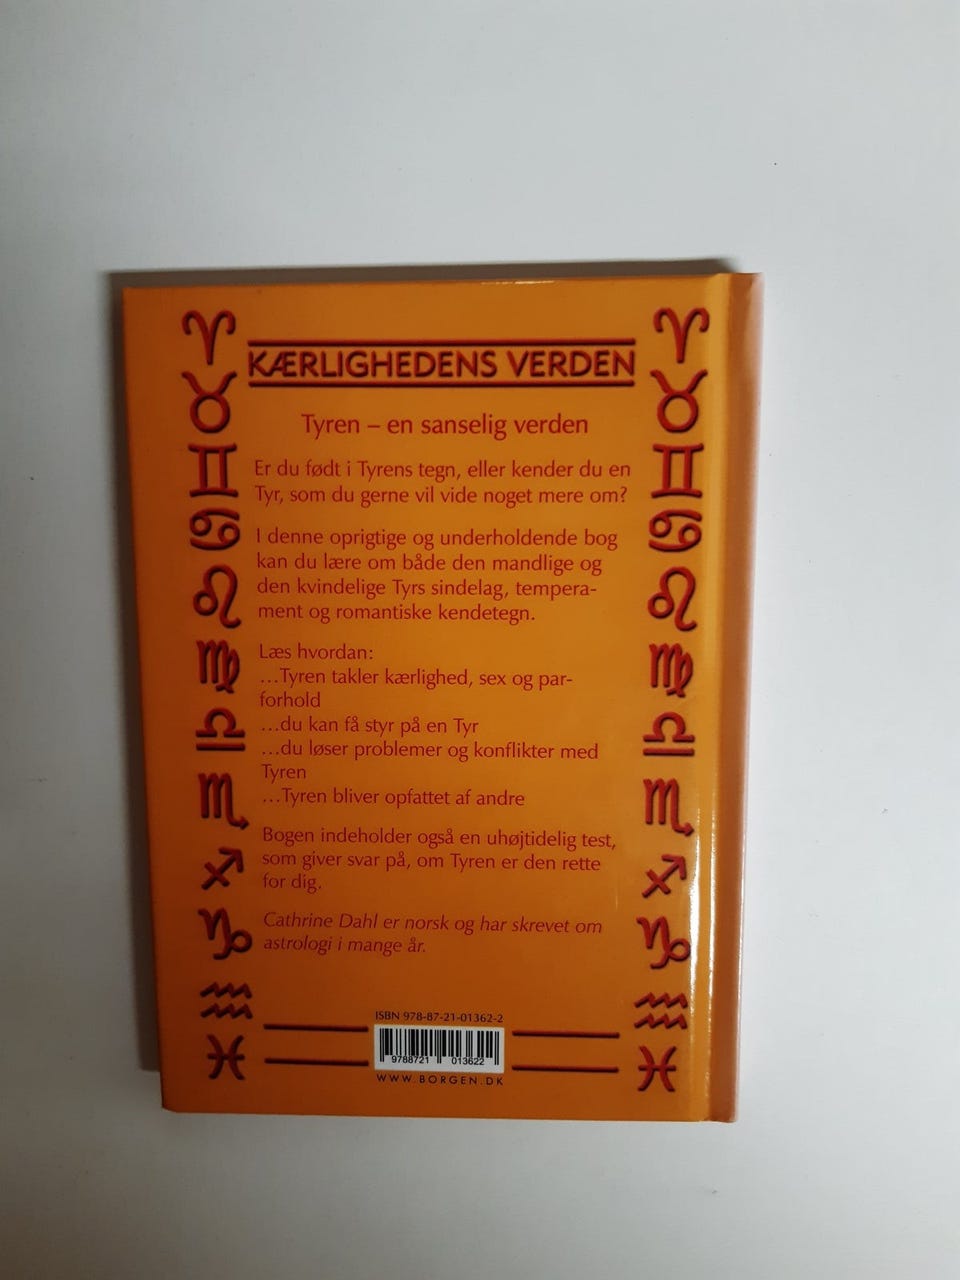 KÆRLIGHEDENS VERDEN
Tyren – en sanselig verden
Er du født i Tyrens tegn, eller kender du en
Tyr, som du gerne vil vide noget mere om?
I denne oprigtige og underholdende bog
kan du lære om både den mandlige og
den kvindelige Tyrs sindelag, tempera-
ment og romantiske kendetegn.
Læs hvordan:
...Tyren takler kærlighed, sex og par-
forhold
...du kan få styr på en Tyr
...du løser problemer og konflikter med
Tyren
...Tyren bliver opfattet af andre
Bogen indeholder også en uhøjtidelig test,
som giver svar på, om Tyren er den rette
for dig.
Cathrine Dahl er norsk og har skrevet om
astrologi i mange år.
ISBN 978-87-21-01362-2
9788721 013622
WWW.BORGEN.DK